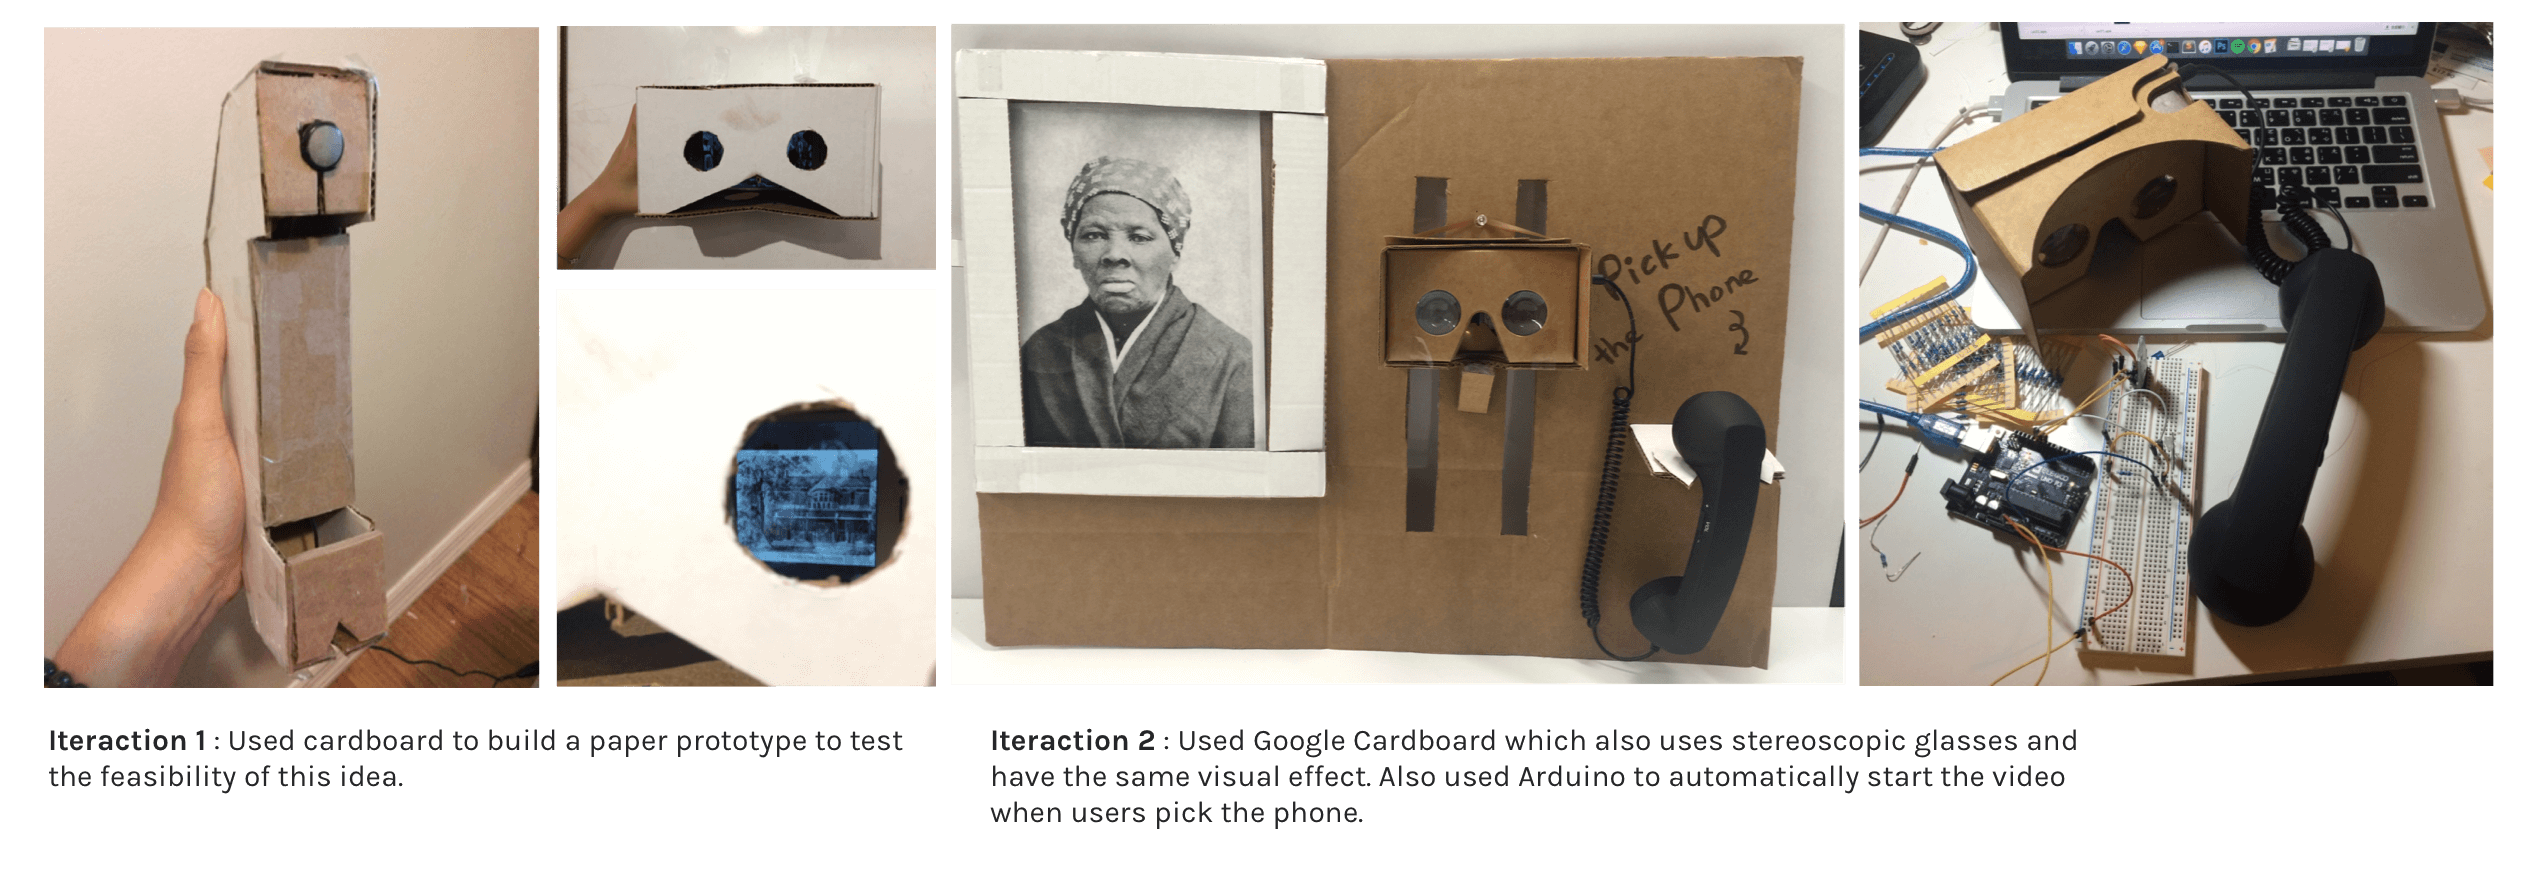 Pick up
the Phone
Iteraction 1 : Used cardboard to build a paper prototype to test
the feasibility of this idea.
Iteraction 2 : Used Google Cardboard which also uses stereoscopic glasses and
have the same visual effect. Also used Arduino to automatically start the video
when users pick the phone.